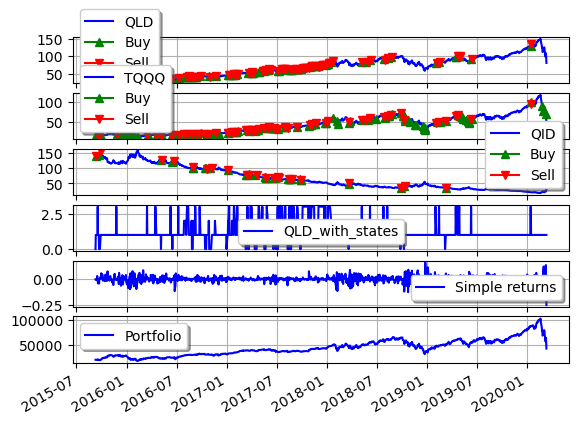 QLD
Buy
Sell
150
100
50
TQQQ
Buy
Sell
100
50
QID
Buy
Sell
150
100
50
2.5
0.0
QLD_with_states
0.00
−0.25
Simple returns
100000
50000
Portfolio
2015-07
2016-01
2016-07
2017-01
2017-07
2018-01
2018-07
2019-01
2019-07
2020-01